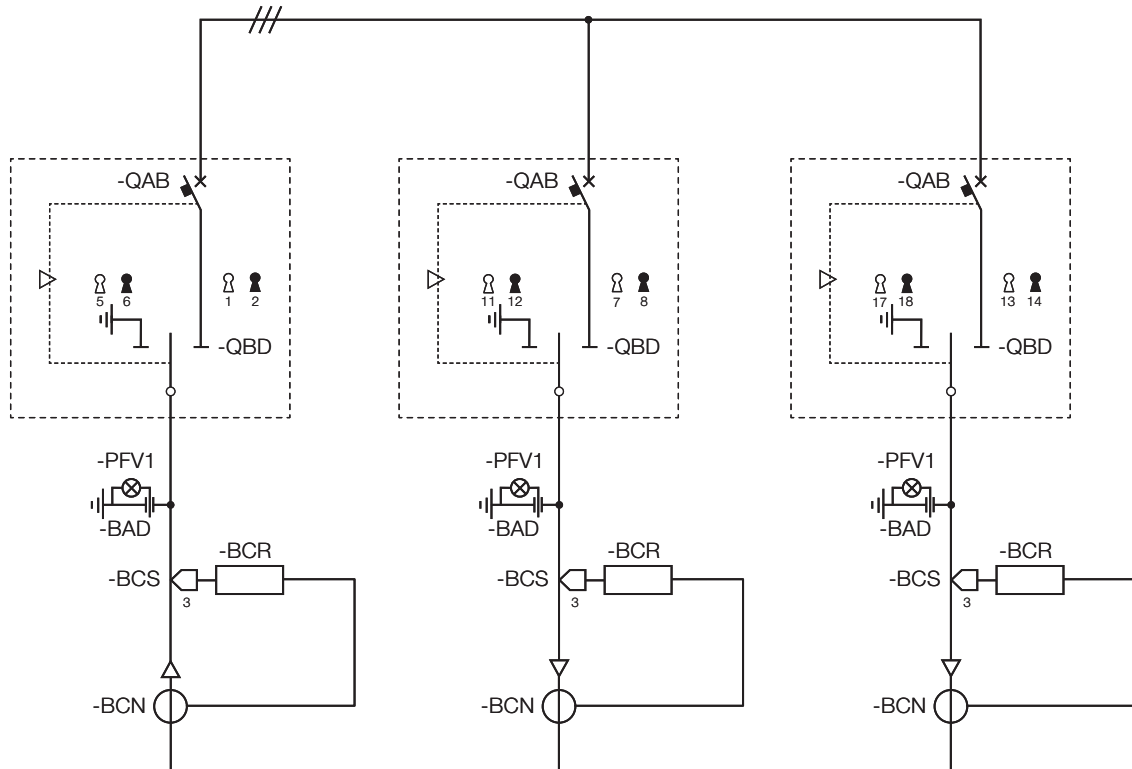 -QAB -QAB -QAB
5 6 1 2 11 12 7 8 17 18 13 14
-QBD -QBD -QBD
-PFV1 -PFV1 -PFV1
-BAD -BAD -BAD
-BCR -BCR -BCR
-BCS -BCS -BCS
3 3 3
-BCN -BCN -BCN